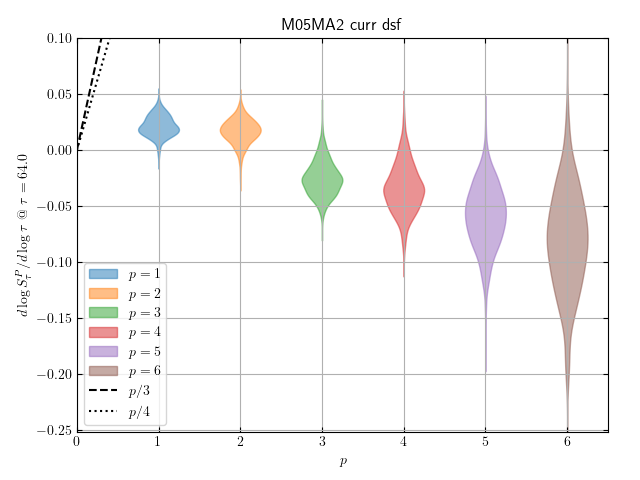 M05MA2 curr dsf
d log S_τ^p / d log τ @ τ = 64.0
0.10
0.05
0.00
−0.05
−0.10
−0.15
−0.20
−0.25
p = 1
p = 2
p = 3
p = 4
p = 5
p = 6
p/3
p/4
0 1 2 3 4 5 6
p